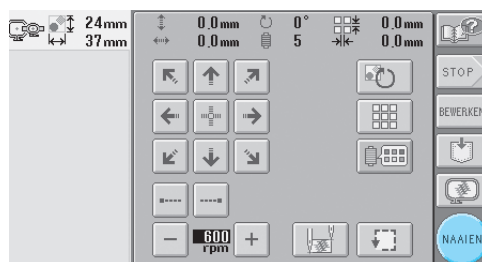 24mm 0.0mm 0° 0.0mm
37mm 0.0mm 5 0.0mm
STOP
BEWERKEN
- 600 +
rpm
NAAIEN